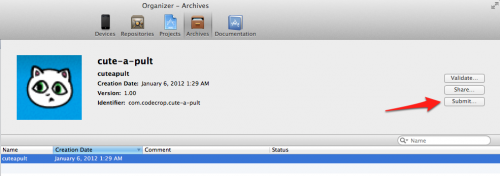 Organizer - Archives
Devices Repositories Projects Archives Documentation
cute-a-pult
cuteapult
Creation Date: January 6, 2012 1:29 AM
Version: 1.00
Identifier: com.codecrop.cute-a-pult
Validate...
Share...
Submit...
Name
Name Creation Date Comment Status
cuteapult January 6, 2012 1:29 AM